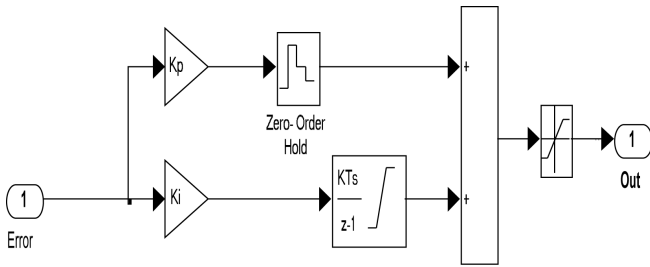 Kp
+
Zero- Order
Hold
1
Out
1
Error
Ki
KTs
z-1
+